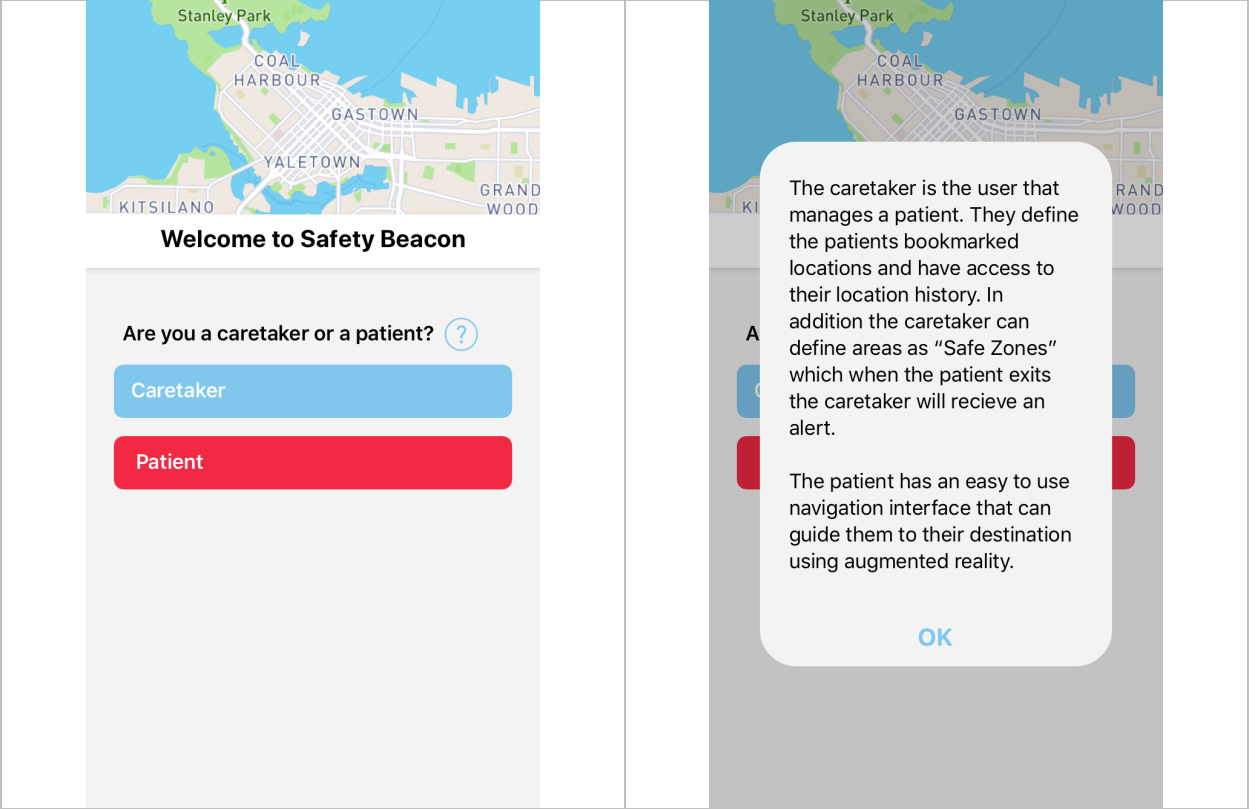 Stanley Park
COAL
HARBOUR
GASTOWN
YALETOWN
GRAND
WOOD
KITSILANO
Welcome to Safety Beacon
Are you a caretaker or a patient? ?
Caretaker
Patient
Stanley Park
COAL
HARBOUR
GASTOWN
RAND
WOOD
KI
The caretaker is the user that
manages a patient. They define
the patients bookmarked
locations and have access to
their location history. In
addition the caretaker can
define areas as “Safe Zones”
which when the patient exits
the caretaker will recieve an
alert.
The patient has an easy to use
navigation interface that can
guide them to their destination
using augmented reality.
OK
A